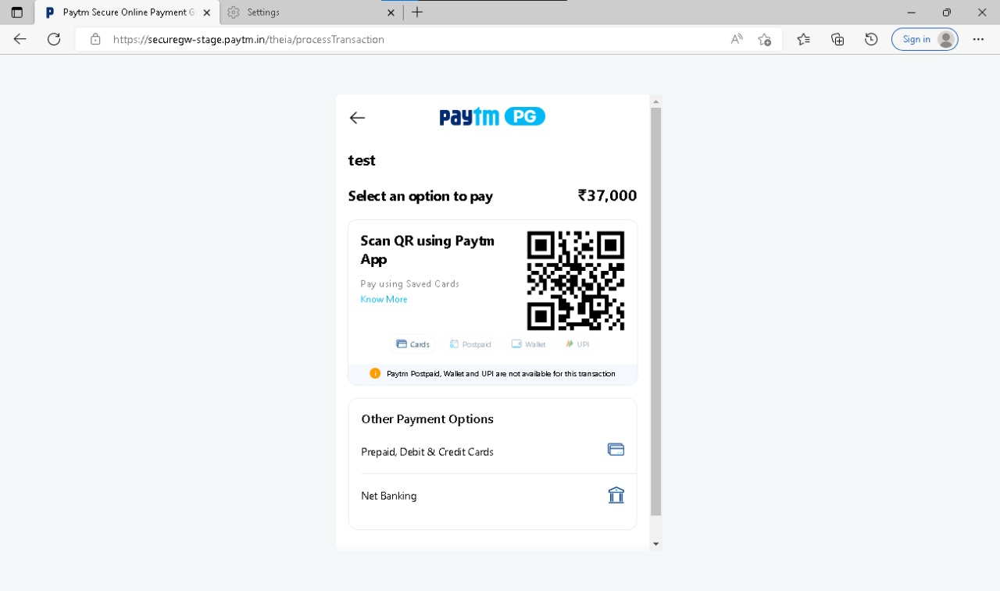 Paytm Secure Online Payment G
Settings
https://securegw-stage.paytm.in/theia/processTransaction
Sign in
paytm PG
test
Select an option to pay ₹37,000
Scan QR using Paytm
App
Pay using Saved Cards
Know More
Cards Postpaid Wallet UPI
Paytm Postpaid, Wallet and UPI are not available for this transaction
Other Payment Options
Prepaid, Debit & Credit Cards
Net Banking